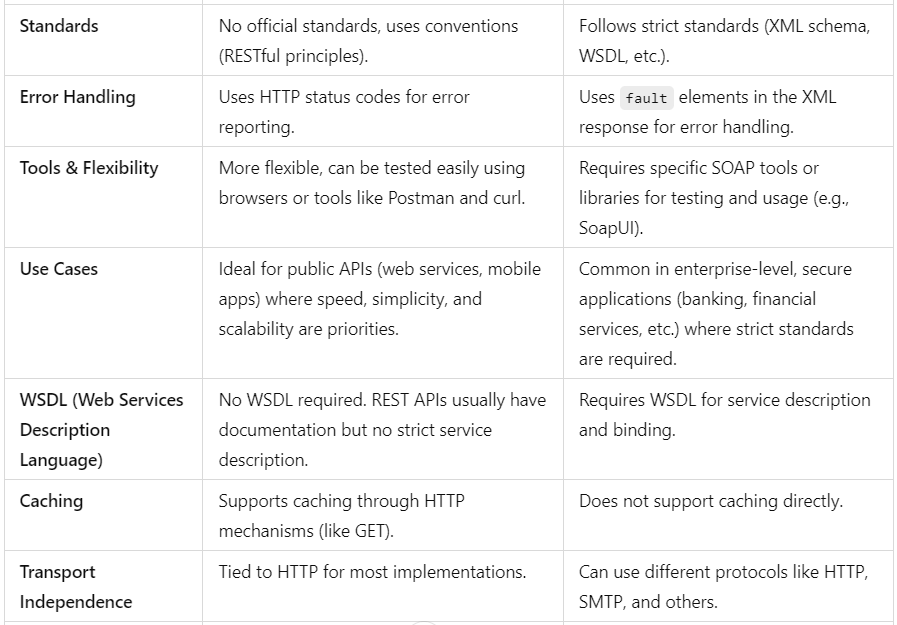 Standards
No official standards, uses conventions
(RESTful principles).
Follows strict standards (XML schema,
WSDL, etc.).
Error Handling
Uses HTTP status codes for error
reporting.
Uses fault elements in the XML
response for error handling.
Tools & Flexibility
More flexible, can be tested easily using
browsers or tools like Postman and curl.
Requires specific SOAP tools or
libraries for testing and usage (e.g.,
SoapUI).
Use Cases
Ideal for public APIs (web services, mobile
apps) where speed, simplicity, and
scalability are priorities.
Common in enterprise-level, secure
applications (banking, financial
services, etc.) where strict standards
are required.
WSDL (Web Services
Description
Language)
No WSDL required. REST APIs usually have
documentation but no strict service
description.
Requires WSDL for service description
and binding.
Caching
Supports caching through HTTP
mechanisms (like GET).
Does not support caching directly.
Transport
Independence
Tied to HTTP for most implementations.
Can use different protocols like HTTP,
SMTP, and others.